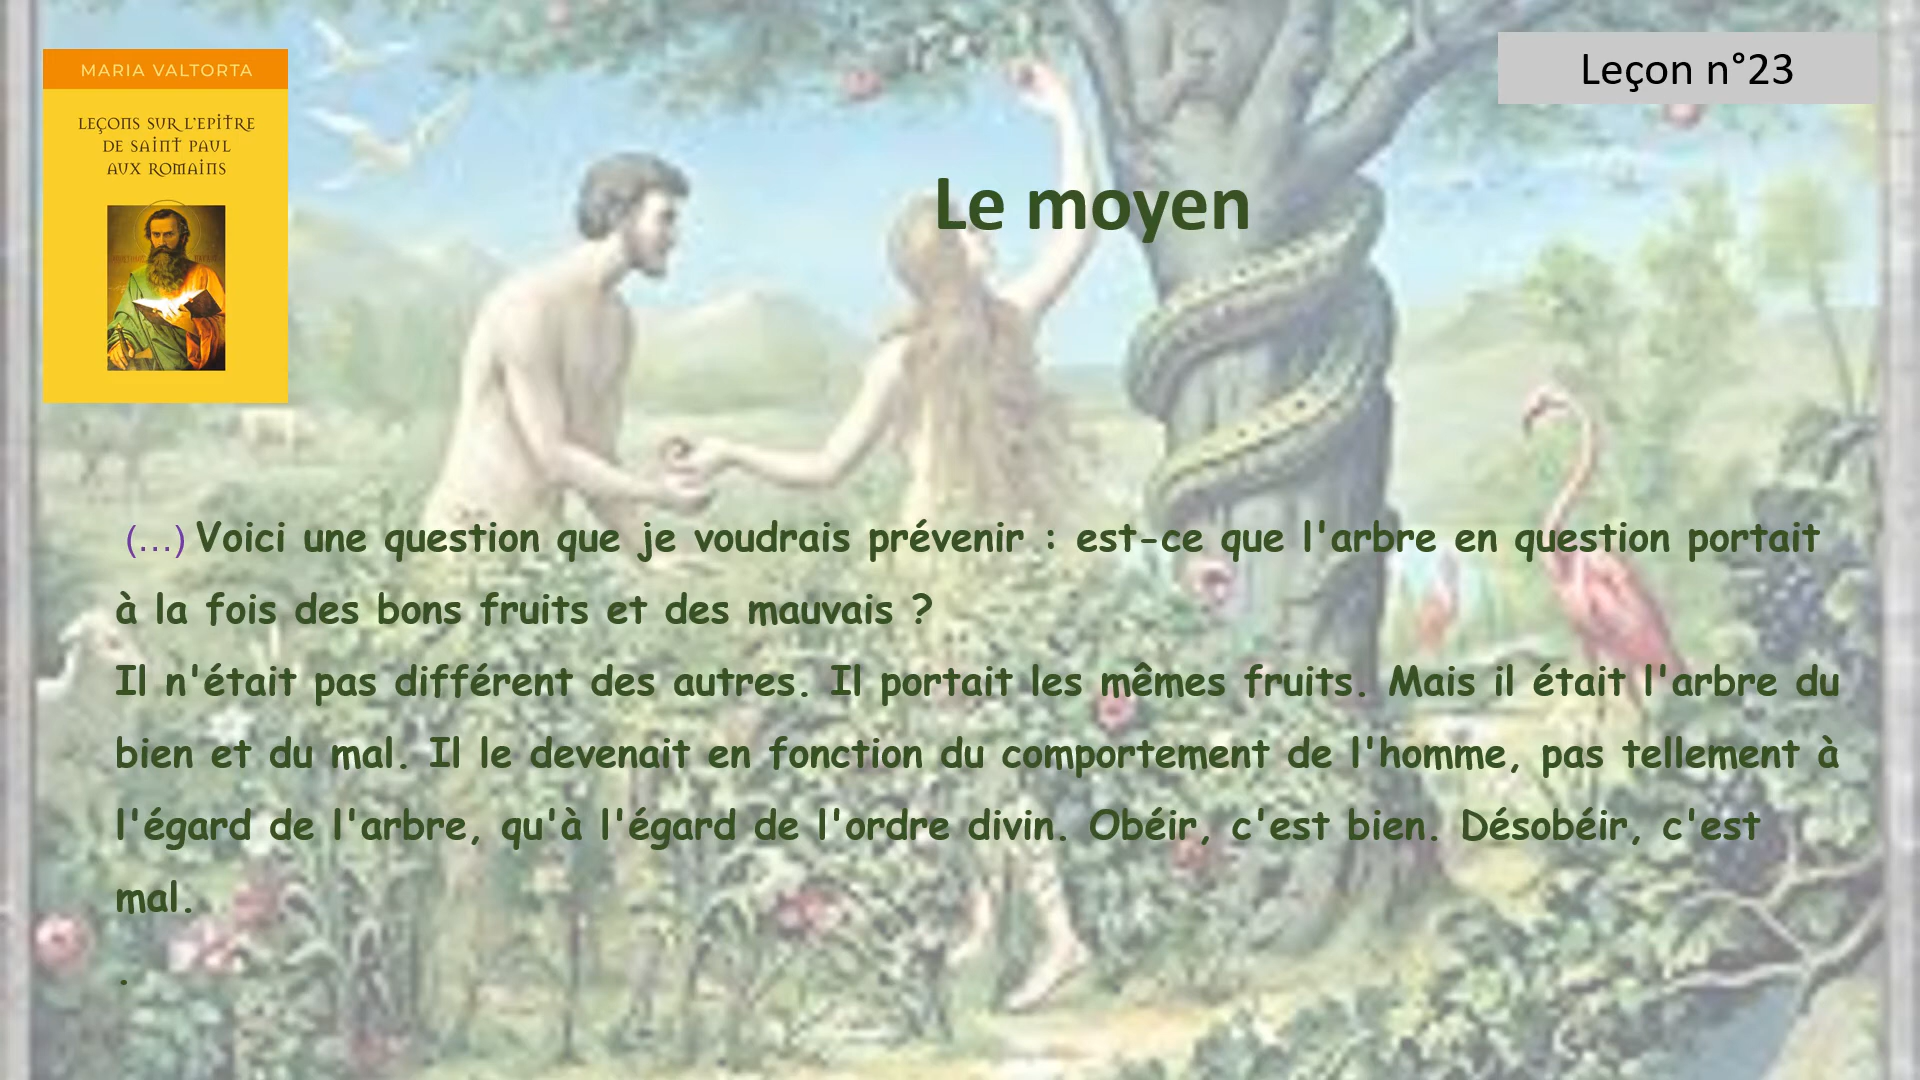 MARIA VALTORTA
LEÇONS SUR L'EPITRE
DE SAINT PAUL
AUX ROMAINS
Leçon n°23
Le moyen
(…) Voici une question que je voudrais prévenir : est-ce que l'arbre en question portait
à la fois des bons fruits et des mauvais ?
Il n'était pas différent des autres. Il portait les mêmes fruits. Mais il était l'arbre du
bien et du mal. Il le devenait en fonction du comportement de l'homme, pas tellement à
l'égard de l'arbre, qu'à l'égard de l'ordre divin. Obéir, c'est bien. Désobéir, c'est
mal.
.